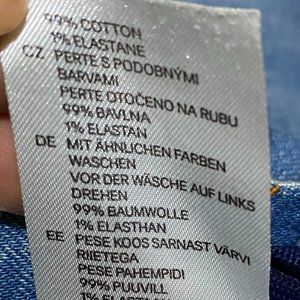 99% COTTON
1% ELASTANE
CZ PERTE S PODOBNÝMI
BARVAMI
PERTE OTOČENO NA RUBU
99% BAVLNA
1% ELASTAN
DE MIT ÄHNLICHEN FARBEN
WASCHEN
VOR DER WÄSCHE AUF LINKS
DREHEN
99% BAUMWOLLE
1% ELASTHAN
EE PESE KOOS SARNAST VÄRVI
RIIETEGA
PESE PAHEMPIDI
99% PUUVILL